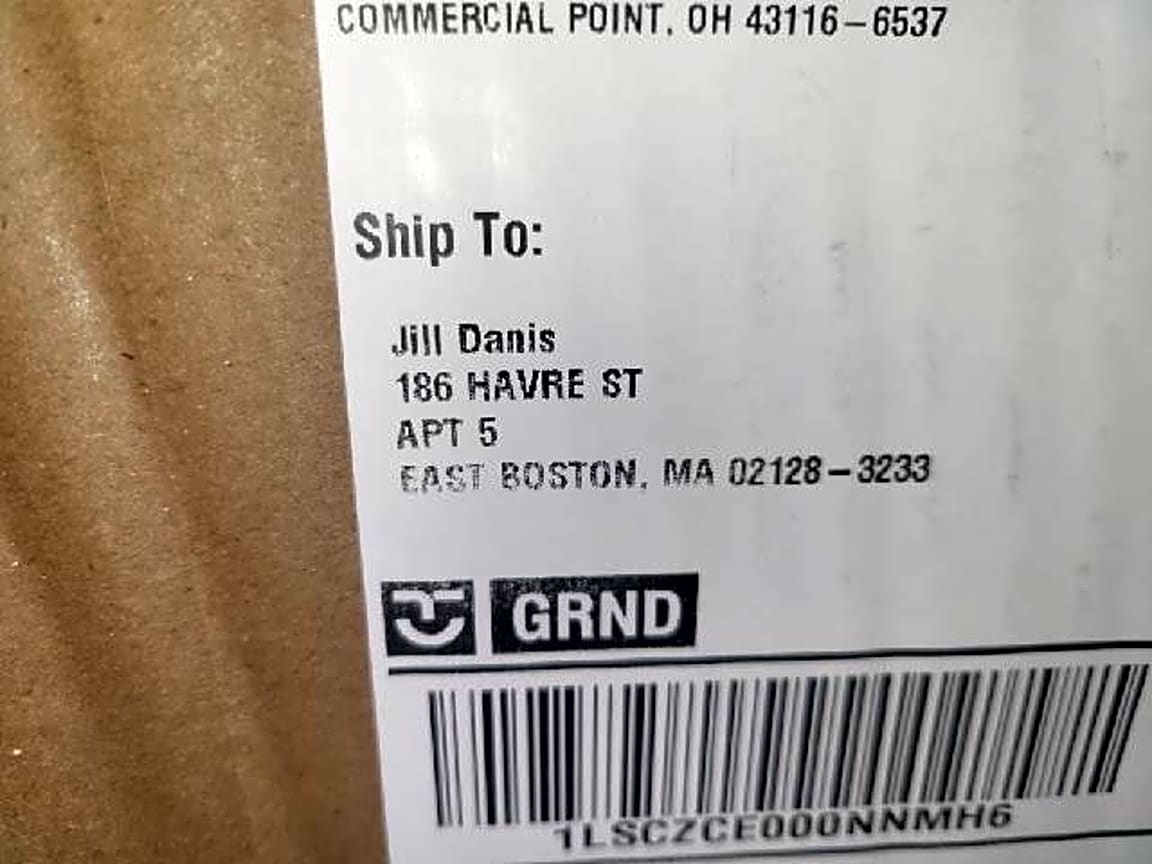 COMMERCIAL POINT, OH 43116-6537
Ship To:
Jill Danis
186 HAVRE ST
APT 5
EAST BOSTON, MA 02128-3233
GRND
1LSCZCE000NNMH6